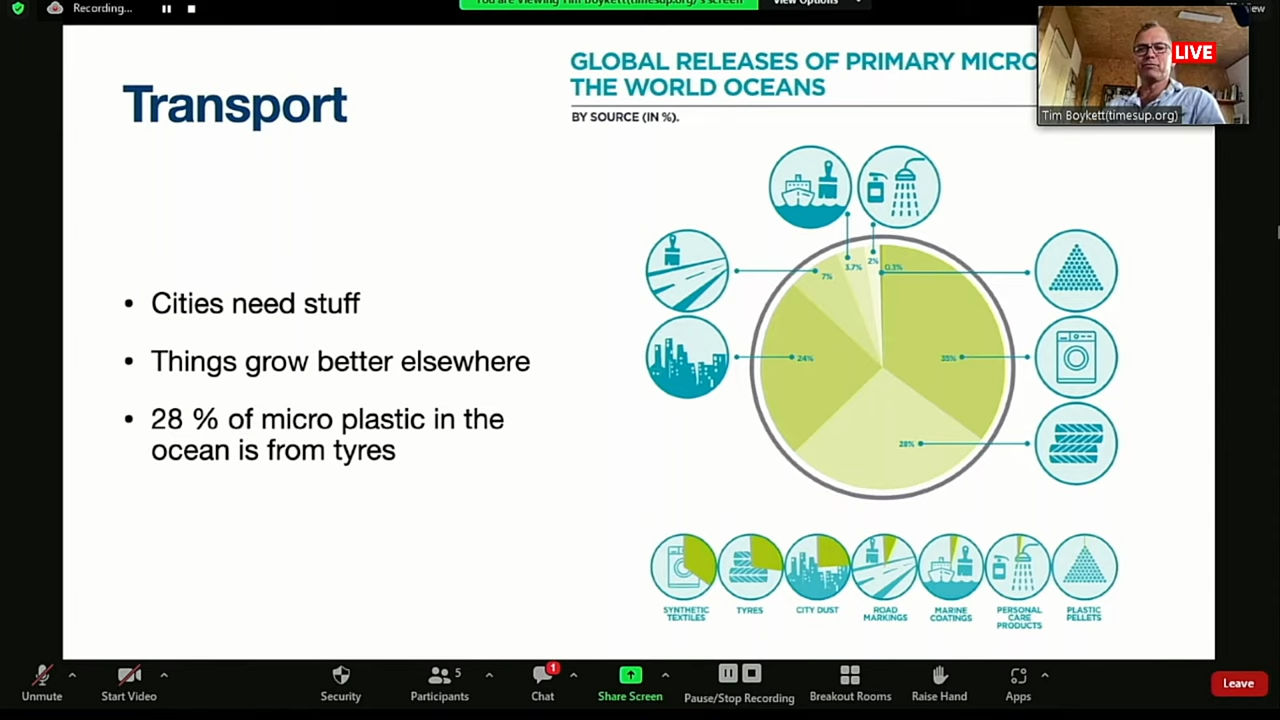 Recording...
You are viewing Tim Boykett(timesup.org)'s screen
View Options
LIVE
Tim Boykett(timesup.org)
Transport
GLOBAL RELEASES OF PRIMARY MICRO
THE WORLD OCEANS
BY SOURCE (IN %).
• Cities need stuff
• Things grow better elsewhere
• 28 % of micro plastic in the
ocean is from tyres
7%
3.7%
2%
0.3%
24%
35%
28%
SYNTHETIC
TEXTILES
TYRES
CITY DUST
ROAD
MARKINGS
MARINE
COATINGS
PERSONAL
CARE
PRODUCTS
PLASTIC
PELLETS
Unmute
Start Video
Security
5
Participants
1
Chat
Share Screen
Pause/Stop Recording
Breakout Rooms
Raise Hand
Apps
Leave